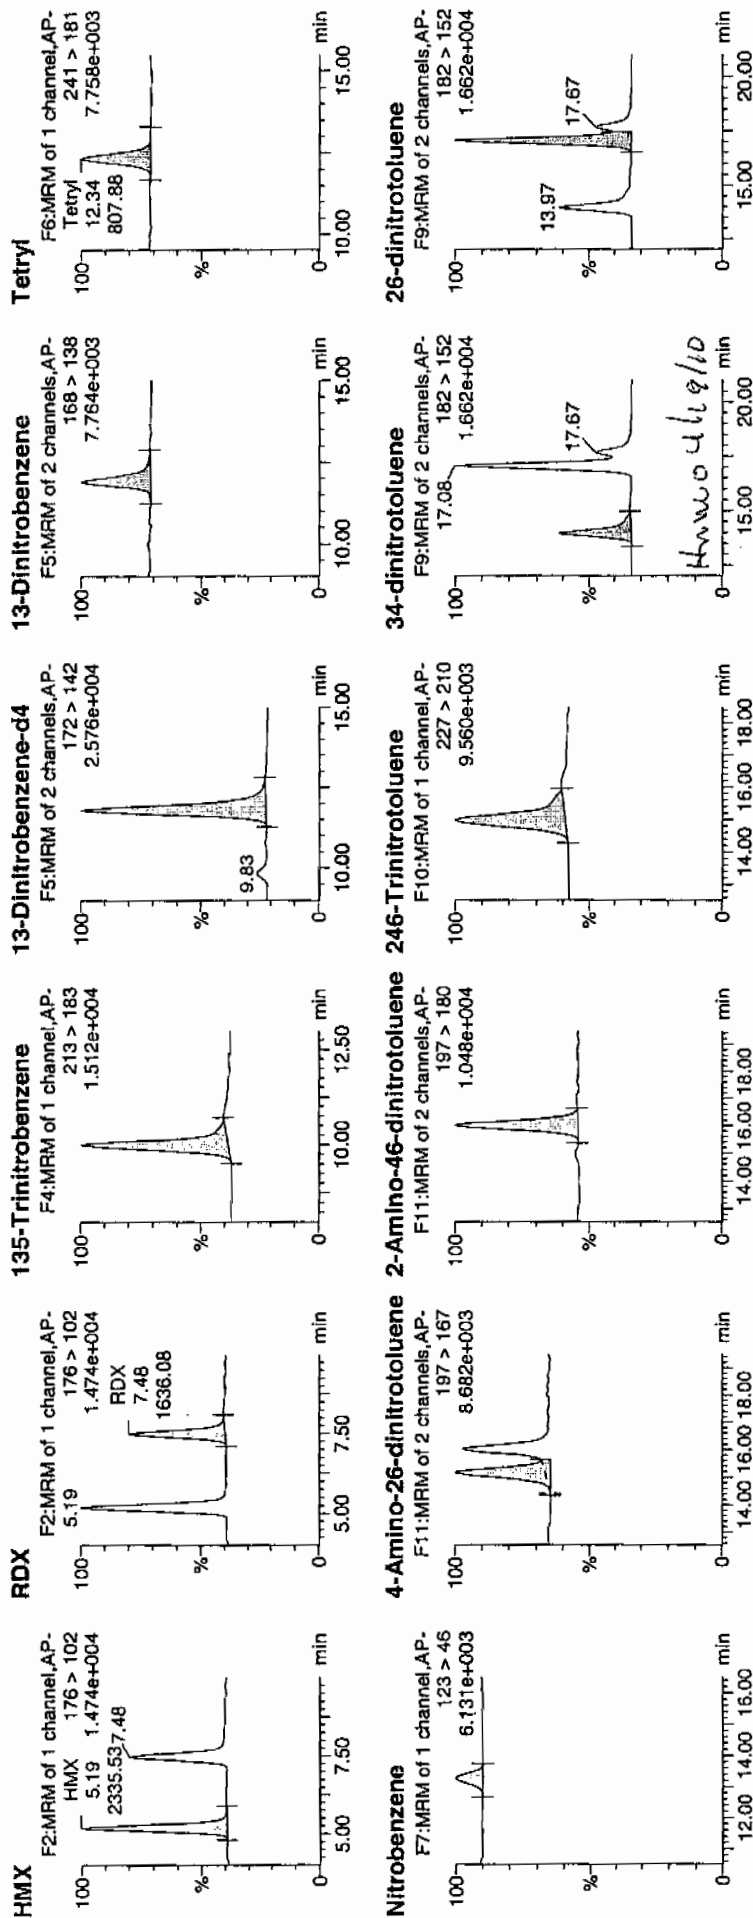 HMX
F2:MRM of 1 channel,AP-
176 > 102
1.474e+004
HMX
5.19
2335.53
7.48
100
%
0
5.00
7.50
min
RDX
F2:MRM of 1 channel,AP-
176 > 102
1.474e+004
5.19
RDX
7.48
1636.08
100
%
0
5.00
7.50
min
135-Trinitrobenzene
F4:MRM of 1 channel,AP-
213 > 183
1.512e+004
100
%
0
10.00
12.50
min
13-Dinitrobenzene-d4
F5:MRM of 2 channels,AP-
172 > 142
2.576e+004
9.83
100
%
0
10.00
15.00
min
13-Dinitrobenzene
F5:MRM of 2 channels,AP-
168 > 138
7.764e+003
100
%
0
10.00
15.00
min
Tetryl
F6:MRM of 1 channel,AP-
241 > 181
7.758e+003
Tetryl
12.34
807.88
100
%
0
10.00
15.00
min
Nitrobenzene
F7:MRM of 1 channel,AP-
123 > 46
6.131e+003
100
%
0
12.00
14.00
16.00
min
4-Amino-26-dinitrotoluene
F11:MRM of 2 channels,AP-
197 > 167
8.682e+003
100
%
0
14.00
16.00
18.00
min
2-Amino-46-dinitrotoluene
F11:MRM of 2 channels,AP-
197 > 180
1.048e+004
100
%
0
14.00
16.00
18.00
min
246-Trinitrotoluene
F10:MRM of 1 channel,AP-
227 > 210
9.560e+003
100
%
0
14.00
16.00
18.00
min
34-dinitrotoluene
F9:MRM of 2 channels,AP-
182 > 152
1.662e+004
17.08
17.67
100
%
0
15.00
20.00
min
26-dinitrotoluene
F9:MRM of 2 channels,AP-
182 > 152
1.662e+004
13.97
17.67
100
%
0
15.00
20.00
min